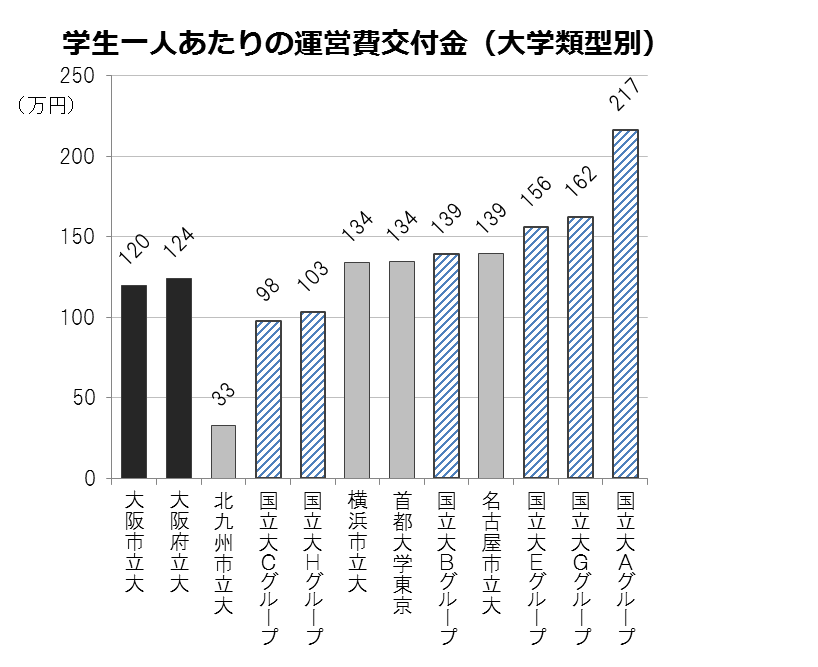 学生一人あたりの運営費交付金（大学類型別）
（万円）
250
200
150
100
50
0
120
124
33
98
103
134
134
139
139
156
162
217
大阪市立大
大阪府立大
北九州市立大
国立大Cグループ
国立大Hグループ
横浜市立大
首都大学東京
国立大Bグループ
名古屋市立大
国立大Eグループ
国立大Gグループ
国立大Aグループ